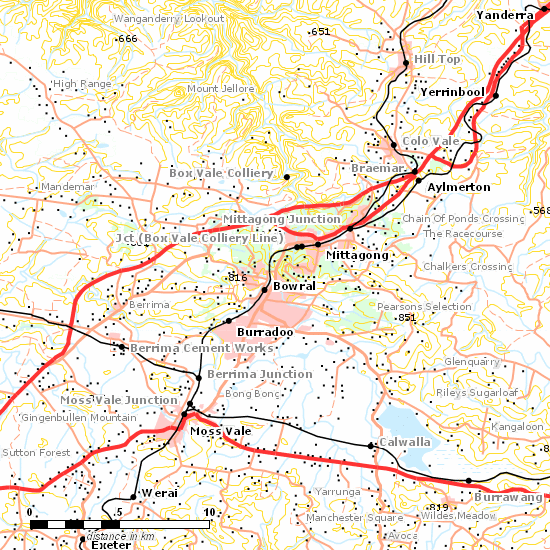 Yanderra
Wanganderry Lookout
651
666
Hill Top
High Range
Mount Jellore
Yerrinbool
Colo Vale
Box Vale Colliery
Braemar
Mandemar
Aylmerton
568
Mittagong Junction
Chain Of Ponds Crossing
The Racecourse
Jct (Box Vale Colliery Line)
Mittagong
Chalkers Crossing
816
Bowral
Berrima
Pearsons Selection
851
Burradoo
Berrima Cement Works
Glenquarry
Berrima Junction
Bong Bong
Rileys Sugarloaf
Moss Vale Junction
Gingenbullen Mountain
Kangaloon
Moss Vale
Calwalla
Sutton Forest
8
Werai
Yarrunga
Burrawang
819
0 .5 10
distance in km
Manchester Square
Wildes Meadow
Avoca
Exeter